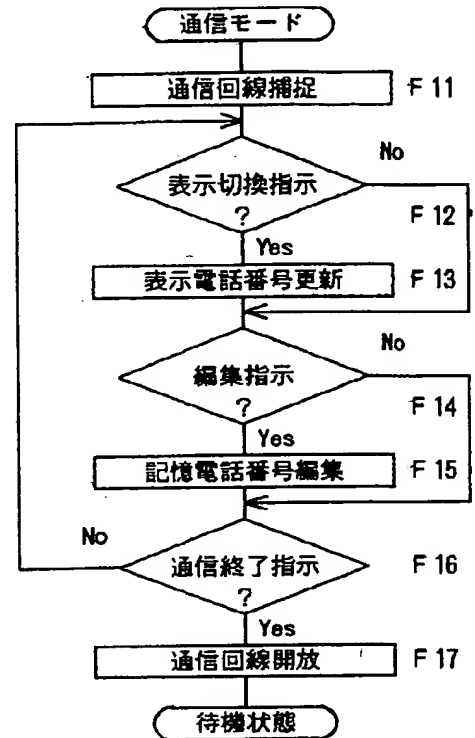 通信モード
通信回線捕捉 F 11
No
表示切換指示
? F 12
Yes
表示電話番号更新 F 13
No
編集指示
? F 14
Yes
記憶電話番号編集 F 15
No
通信終了指示 F 16
?
Yes
通信回線開放 F 17
待機状態